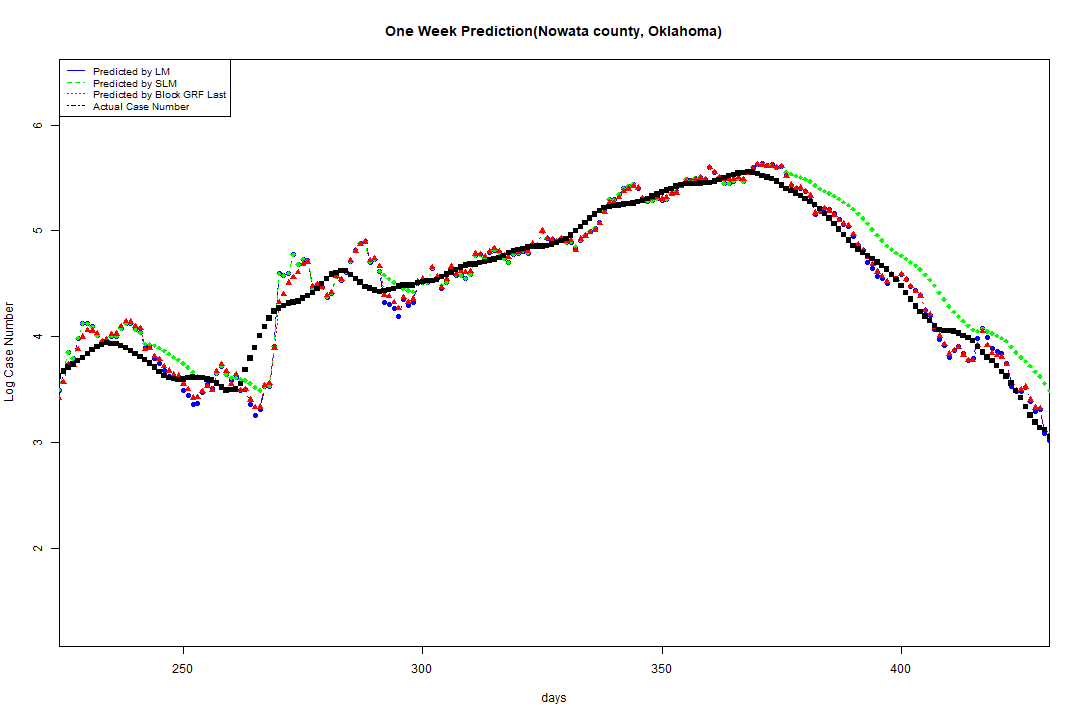 One Week Prediction(Nowata county, Oklahoma)
Predicted by LM
Predicted by SLM
Predicted by Block GRF Last
Actual Case Number
6
5
4
3
2
Log Case Number
250 300 350 400
days